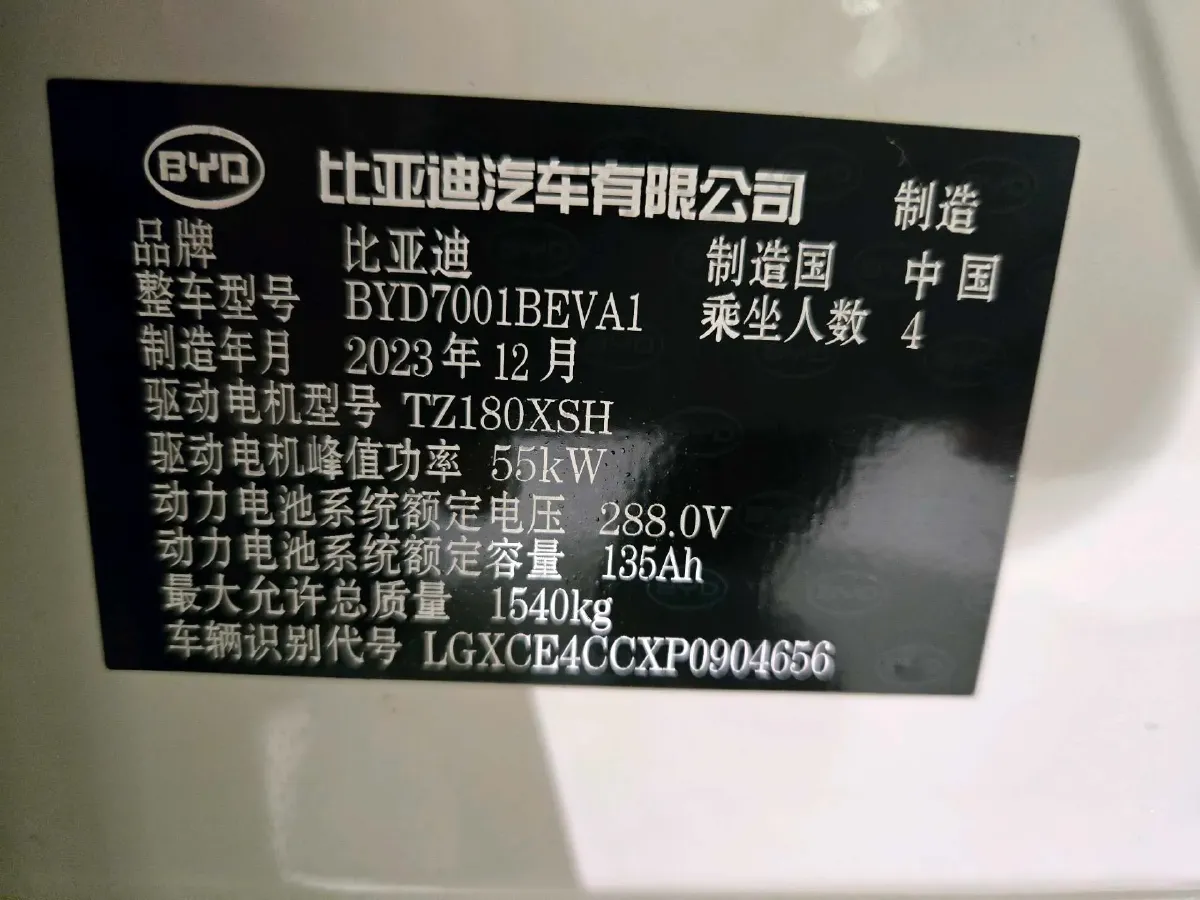 BYD 比亚迪汽车有限公司 制造
品牌 比亚迪 制造国 中国
整车型号 BYD7001BEVA1 乘坐人数 4
制造年月 2023年12月
驱动电机型号 TZ180XSH
驱动电机峰值功率 55kW
动力电池系统额定电压 288.0V
动力电池系统额定容量 135Ah
最大允许总质量 1540kg
车辆识别代号 LGXCE4CCXP0904656